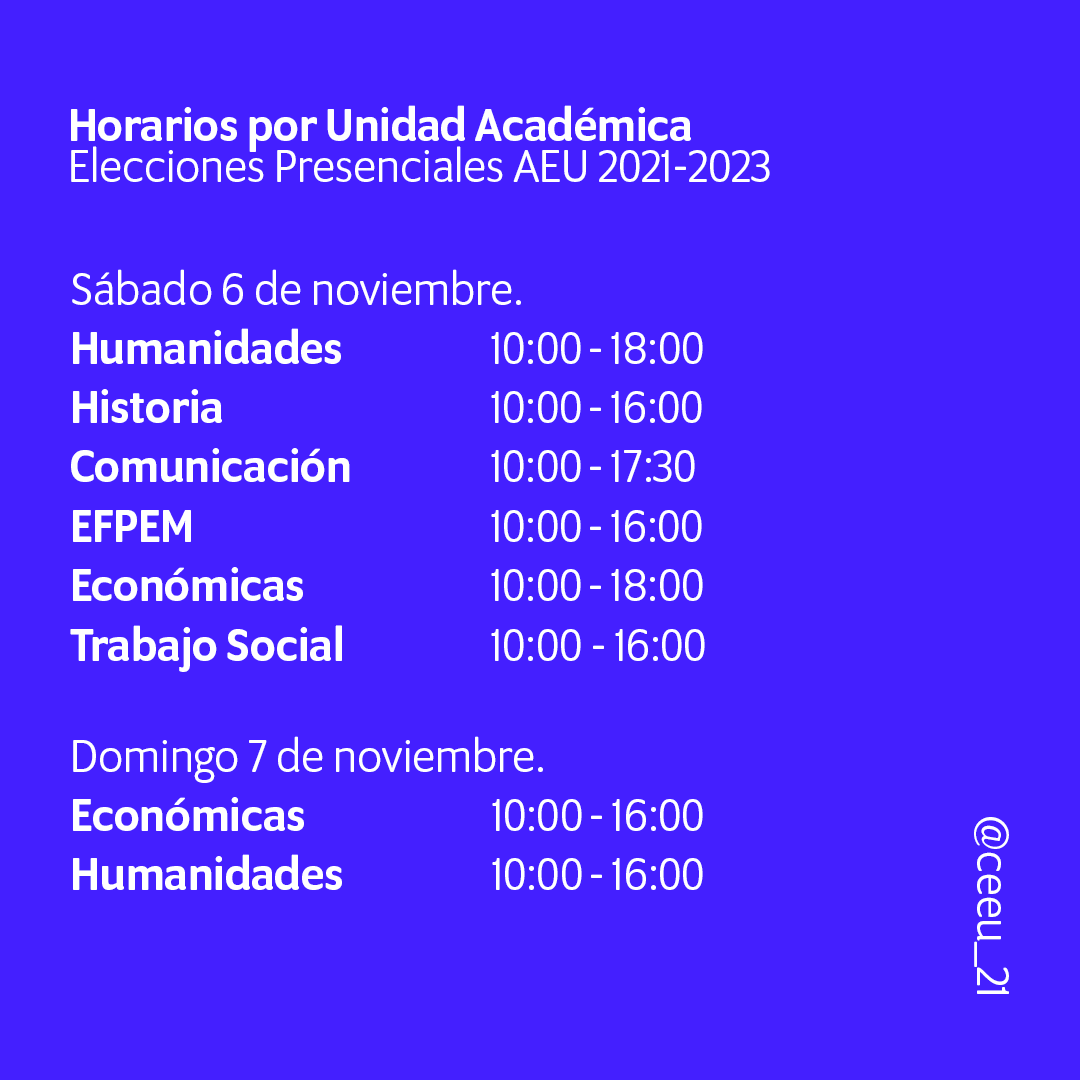 Horarios por Unidad Académica
Elecciones Presenciales AEU 2021-2023
Sábado 6 de noviembre.
Humanidades 10:00 - 18:00
Historia 10:00 - 16:00
Comunicación 10:00 - 17:30
EFPEM 10:00 - 16:00
Económicas 10:00 - 18:00
Trabajo Social 10:00 - 16:00
Domingo 7 de noviembre.
Económicas 10:00 - 16:00
Humanidades 10:00 - 16:00
@ceeeu_21